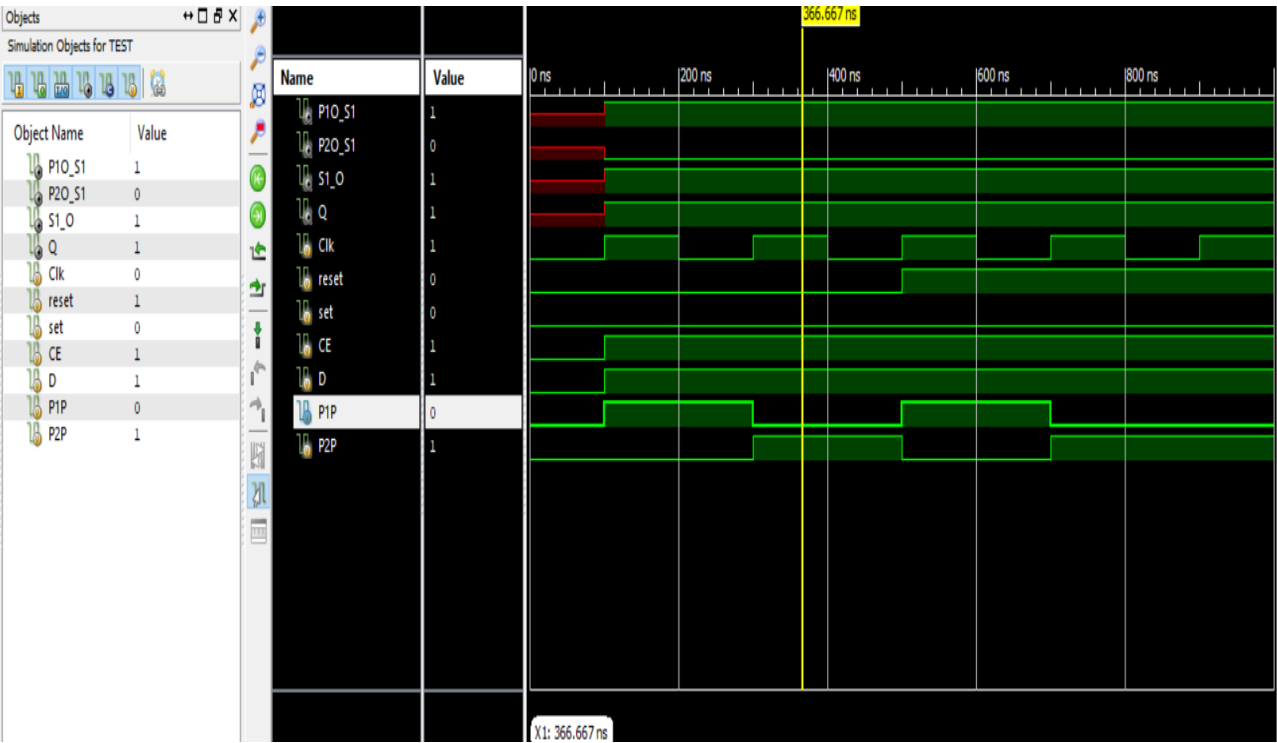 Objects
Simulation Objects for TEST
Object Name Value
P1O_S1 1
P2O_S1 0
S1_O 1
Q 1
Clk 0
reset 1
set 0
CE 1
D 1
P1P 0
P2P 1
366.667 ns
Name Value
0 ns 200 ns 400 ns 600 ns 800 ns
P1O_S1 1
P2O_S1 0
S1_O 1
Q 1
Clk 1
reset 0
set 0
CE 1
D 1
P1P 0
P2P 1
X1: 366.667 ns